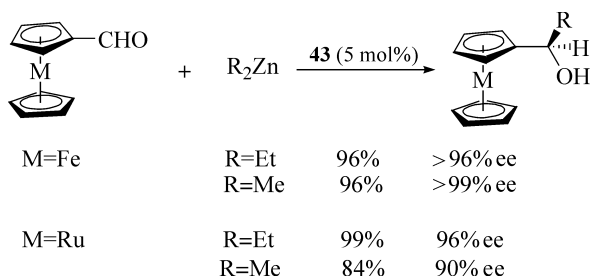 CHO
M
+
R₂Zn
43 (5 mol%)
R
H
OH
M
M=Fe R=Et 96% >96% ee
R=Me 96% >99% ee
M=Ru R=Et 99% 96% ee
R=Me 84% 90% ee